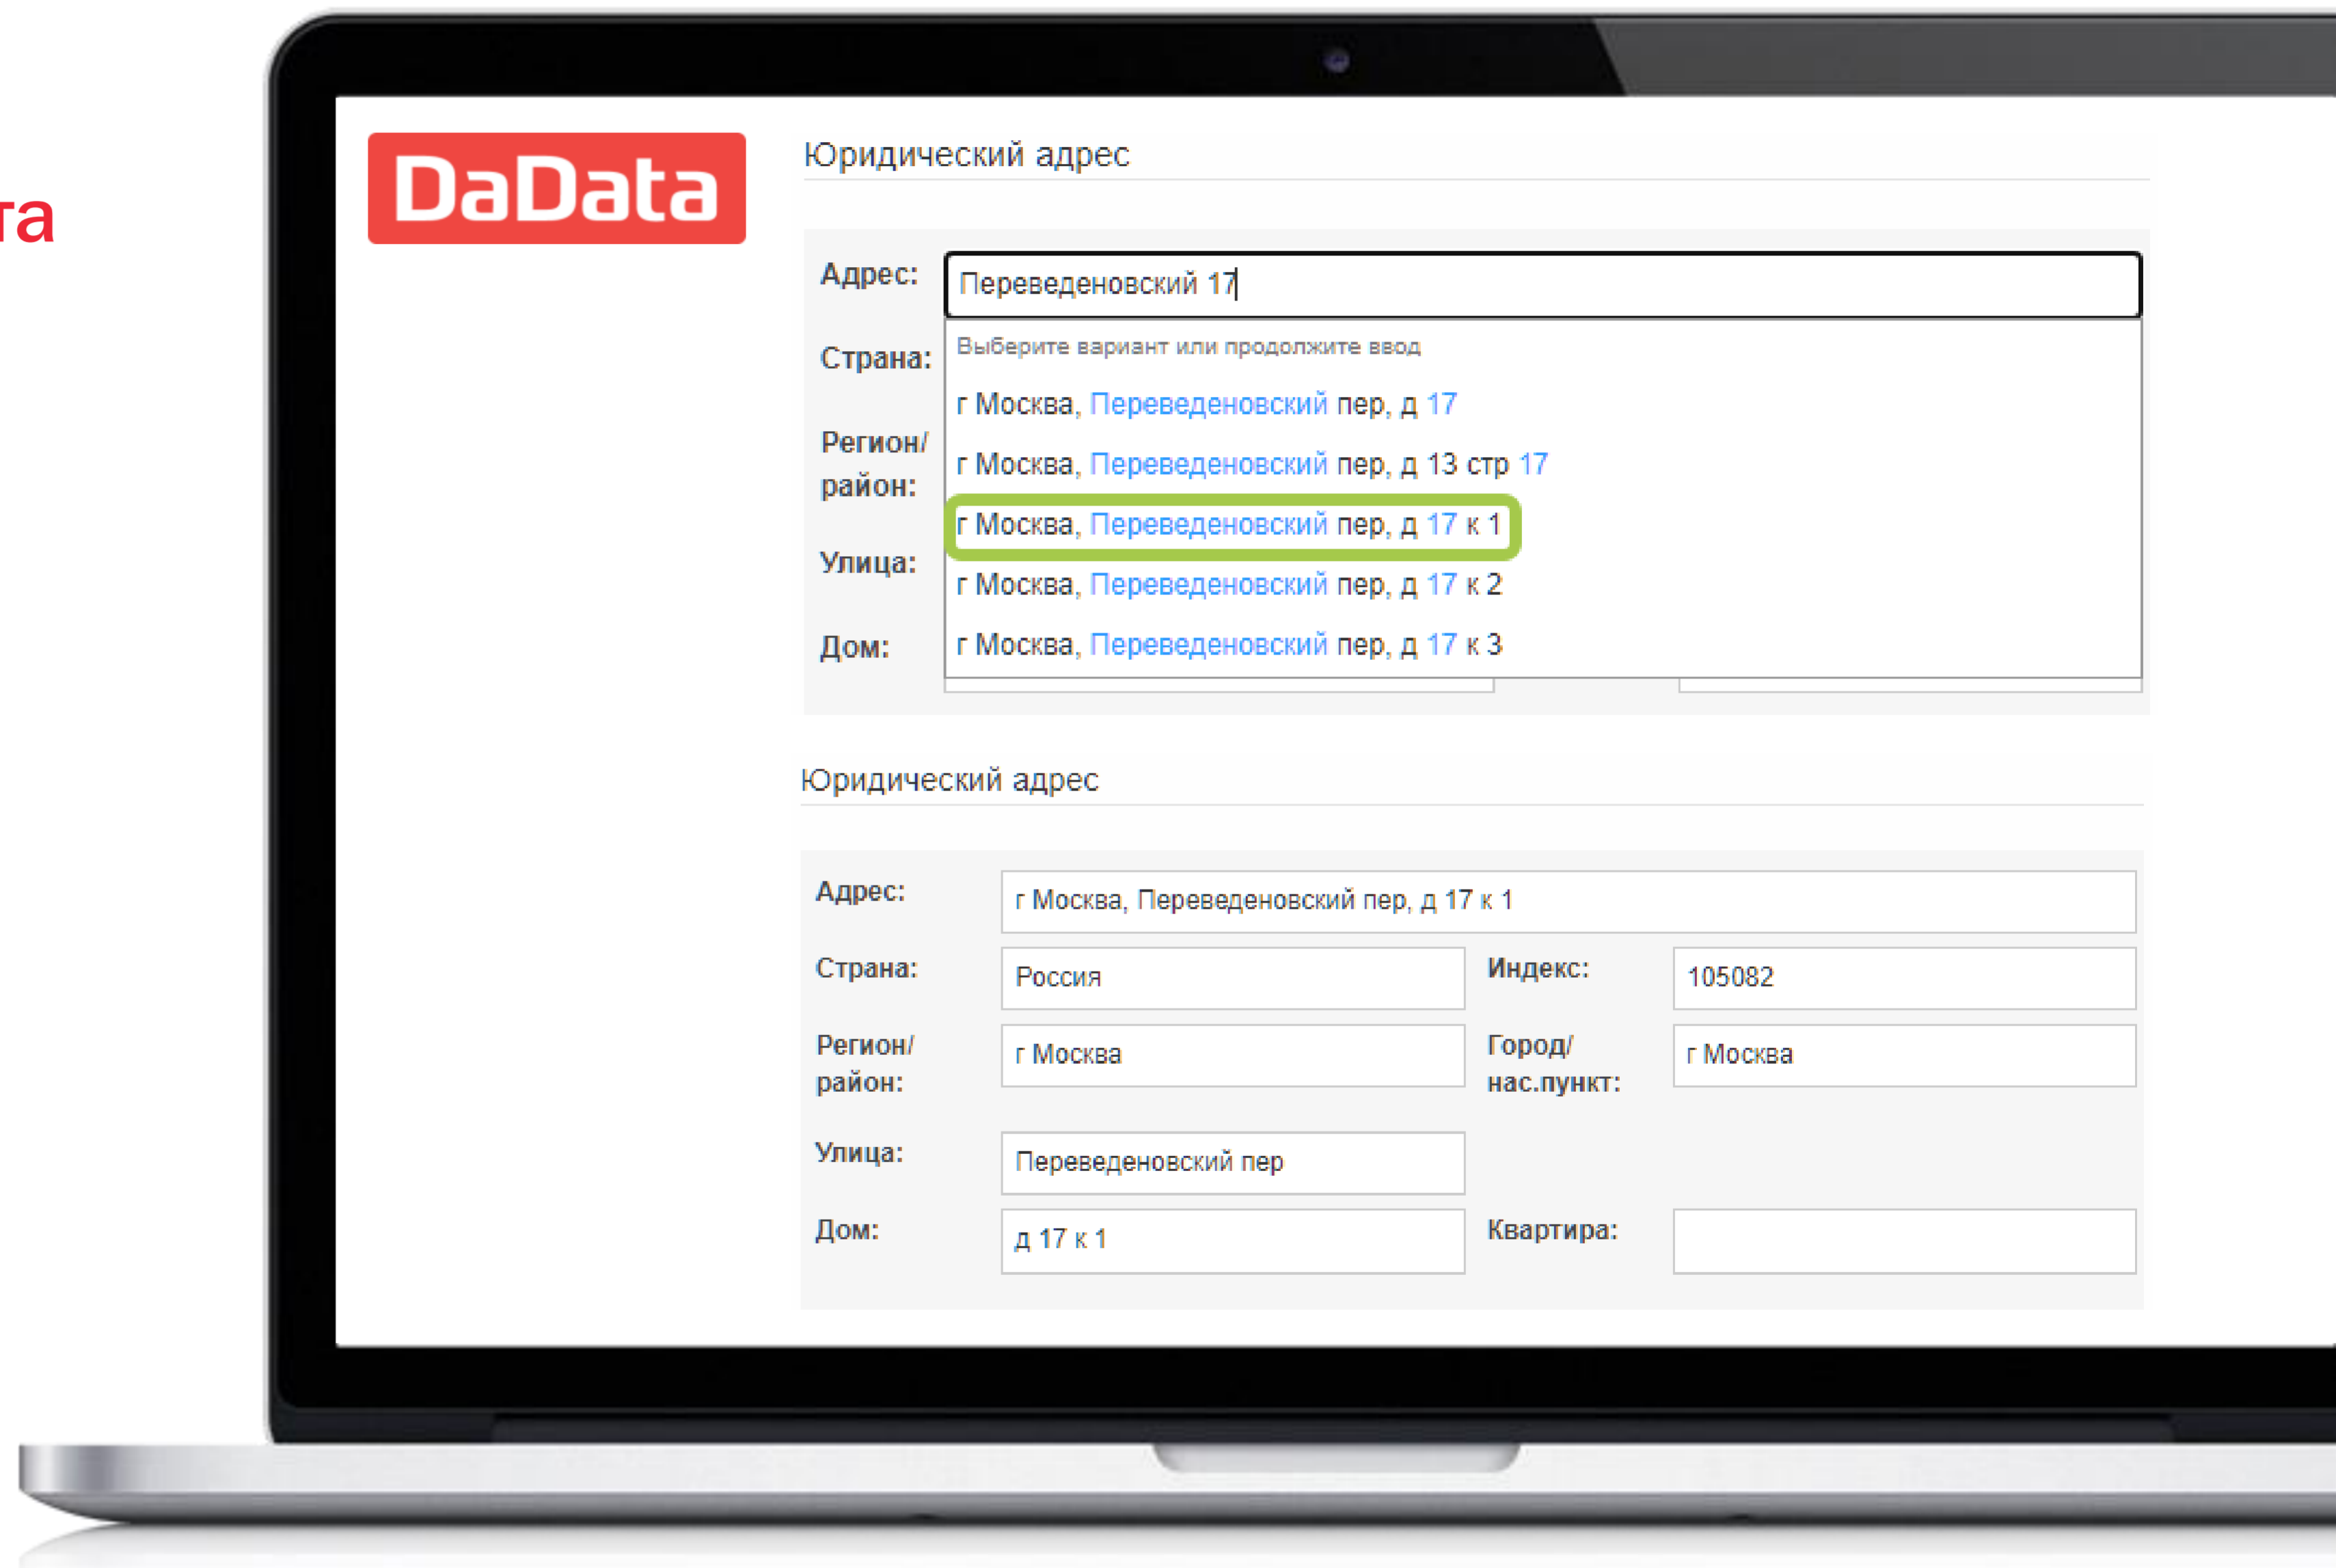 та
DaData
Юридический адрес
Адрес: Переведеновский 17
Выберите вариант или продолжите ввод
Страна:
г Москва, Переведеновский пер, д 17
Регион/
район:
г Москва, Переведеновский пер, д 13 стр 17
г Москва, Переведеновский пер, д 17 к 1
Улица:
г Москва, Переведеновский пер, д 17 к 2
Дом: г Москва, Переведеновский пер, д 17 к 3
Юридический адрес
Адрес: г Москва, Переведеновский пер, д 17 к 1
Страна: Россия Индекс: 105082
Регион/
район: г Москва Город/
нас.пункт: г Москва
Улица: Переведеновский пер
Дом: д 17 к 1 Квартира: